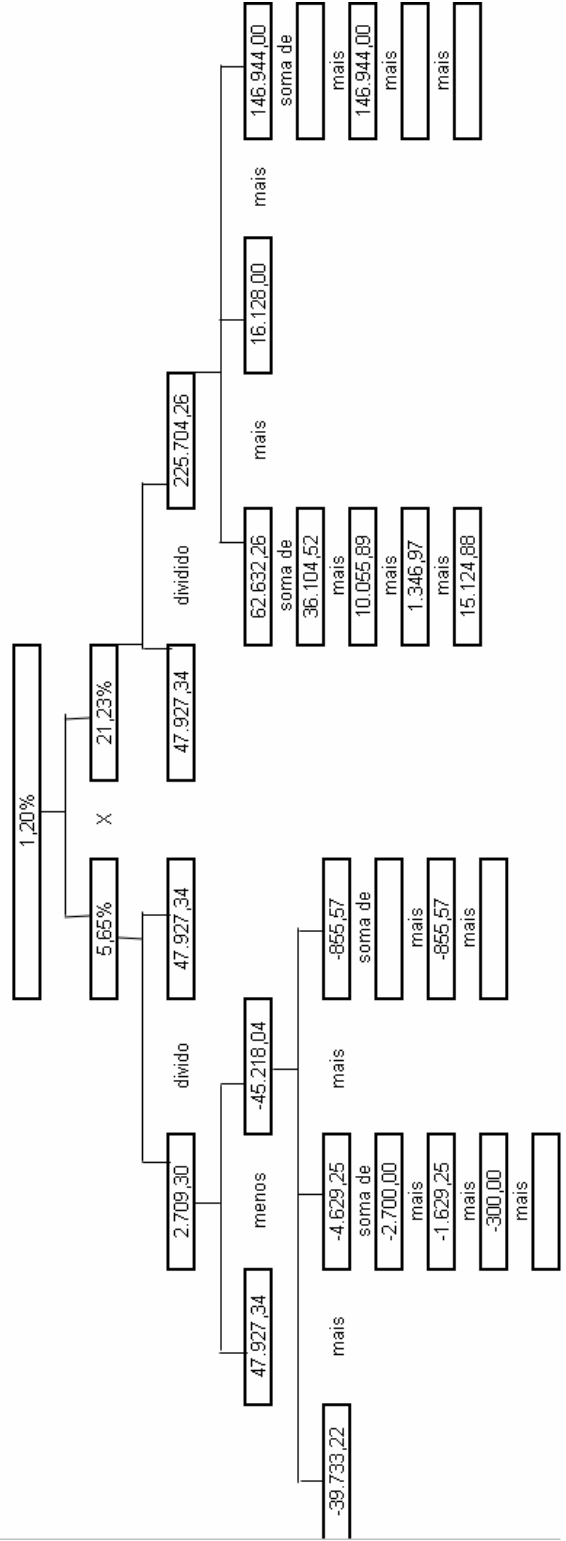 1,20%
5,65%
X
21,23%
2.709,30
divido
47.927,34
47.927,34
dividido
225.704,26
47.927,34
menos
-45.218,04
62.632,26
mais
16.128,00
mais
146.944,00
soma de
36.104,52
mais
10.055,89
mais
1.346,97
mais
15.124,88
soma de
mais
146.944,00
mais
mais
-39.733,22
mais
-4.629,25
mais
-855,57
soma de
-2.700,00
mais
-1.629,25
mais
-300,00
mais
soma de
mais
-855,57
mais